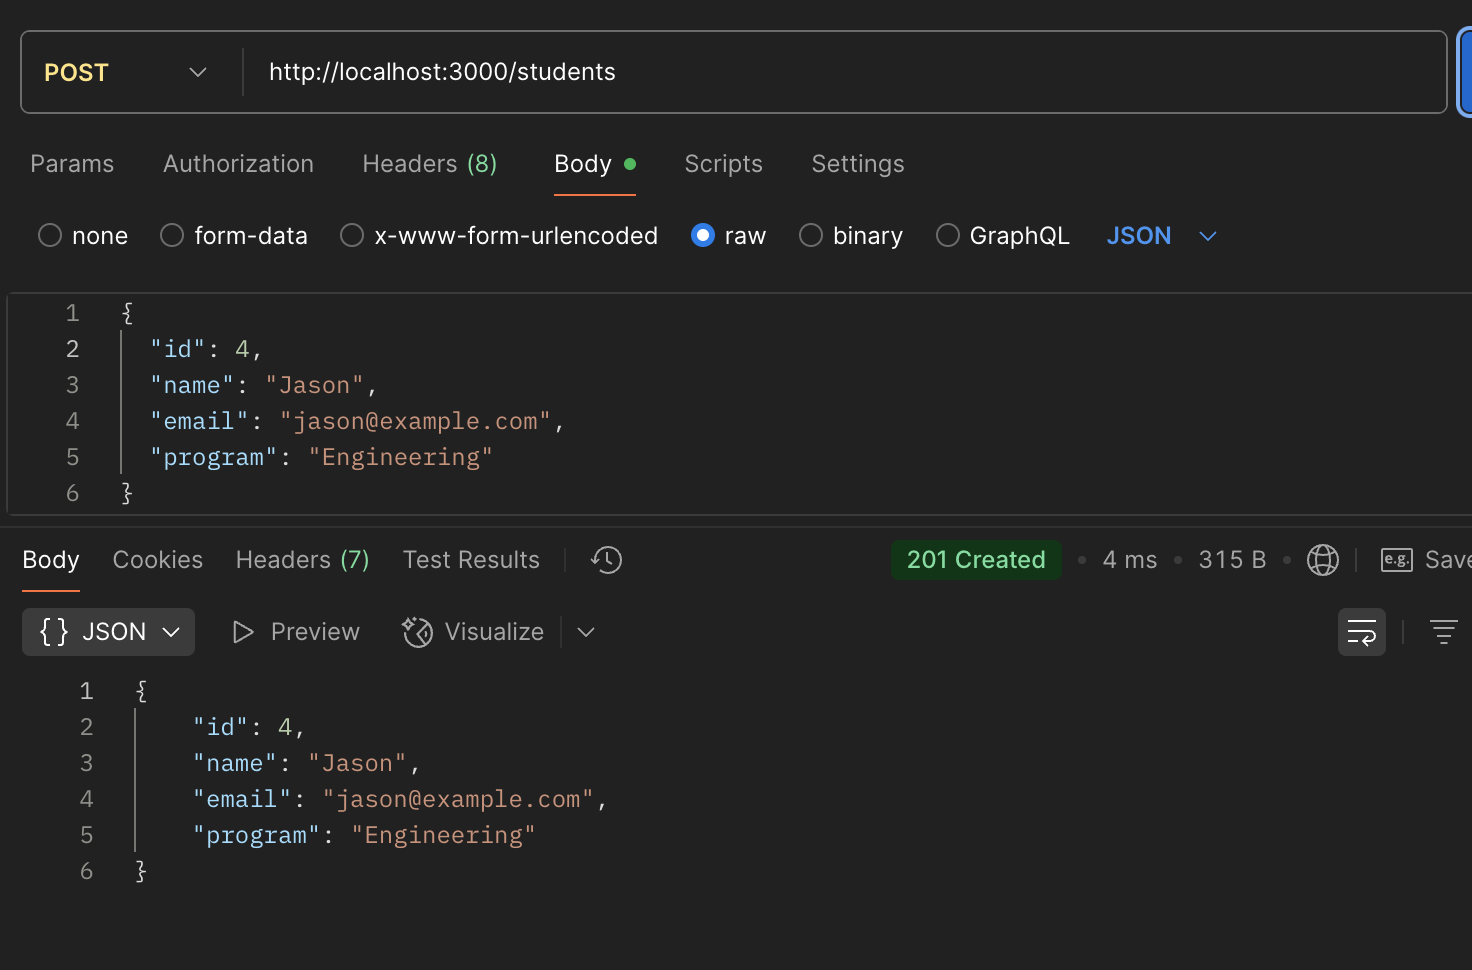 POST http://localhost:3000/students
Params Authorization Headers (8) Body Scripts Settings
none form-data x-www-form-urlencoded raw binary GraphQL JSON
1 {
2 "id": 4,
3 "name": "Jason",
4 "email": "jason@example.com",
5 "program": "Engineering"
6 }
Body Cookies Headers (7) Test Results 201 Created 4 ms 315 B e.g. Save
{ } JSON Preview Visualize
1 {
2 "id": 4,
3 "name": "Jason",
4 "email": "jason@example.com",
5 "program": "Engineering"
6 }